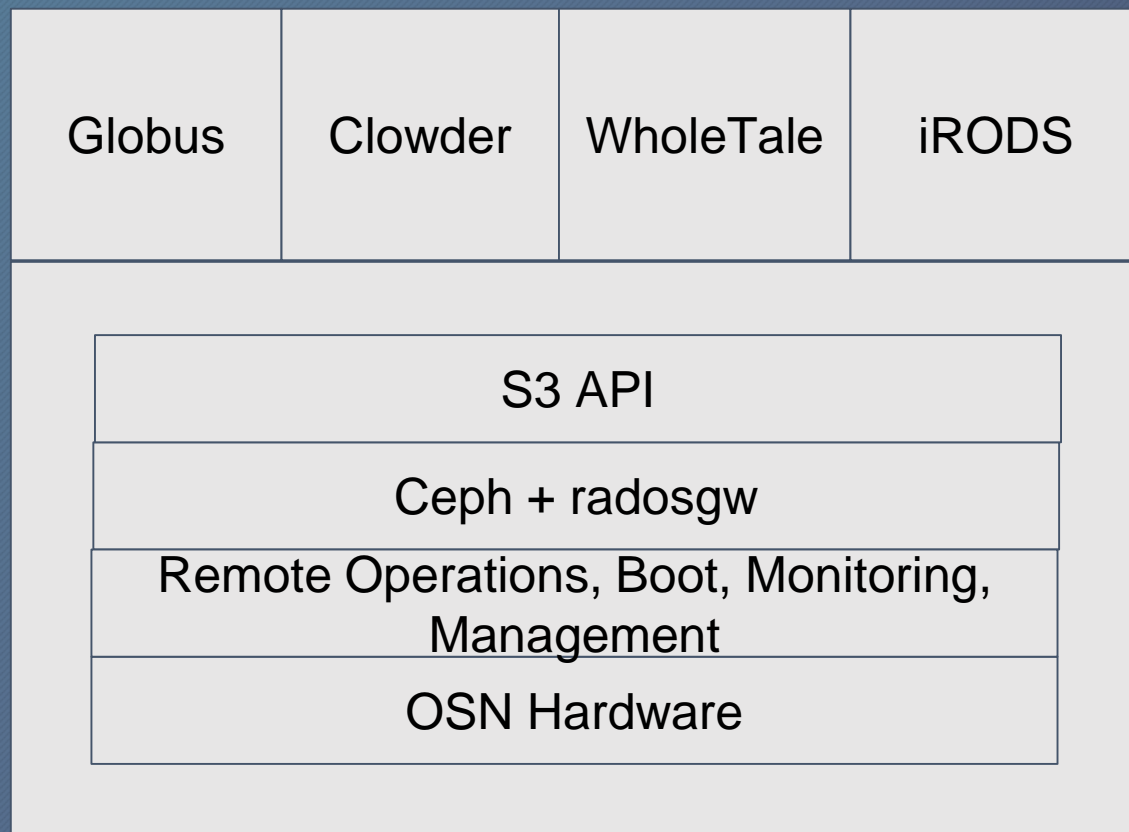 Globus
Clowder
WholeTale
iRODS
S3 API
Ceph + radosgw
Remote Operations, Boot, Monitoring,
Management
OSN Hardware